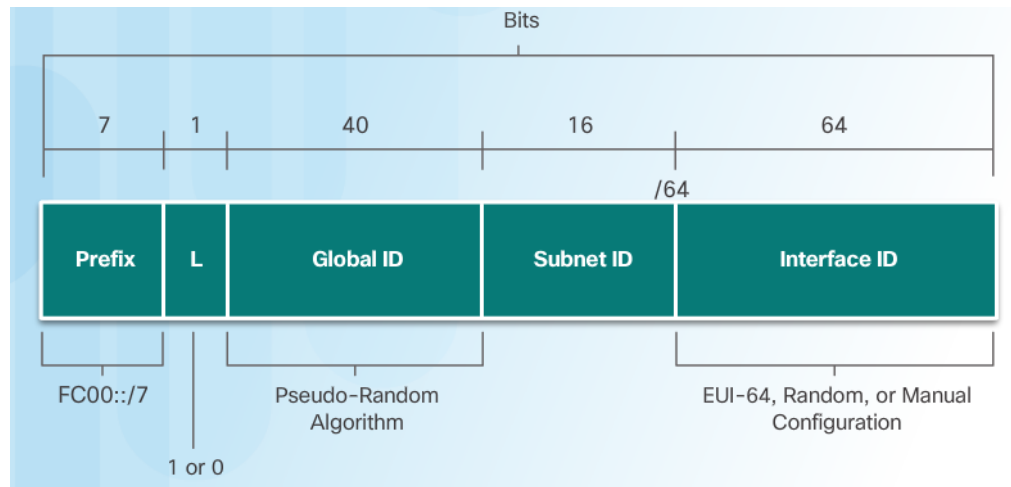 Bits
7 1 40 16 64
/64
Prefix L Global ID Subnet ID Interface ID
FC00::/7
1 or 0
Pseudo-Random
Algorithm
EUI-64, Random, or Manual
Configuration